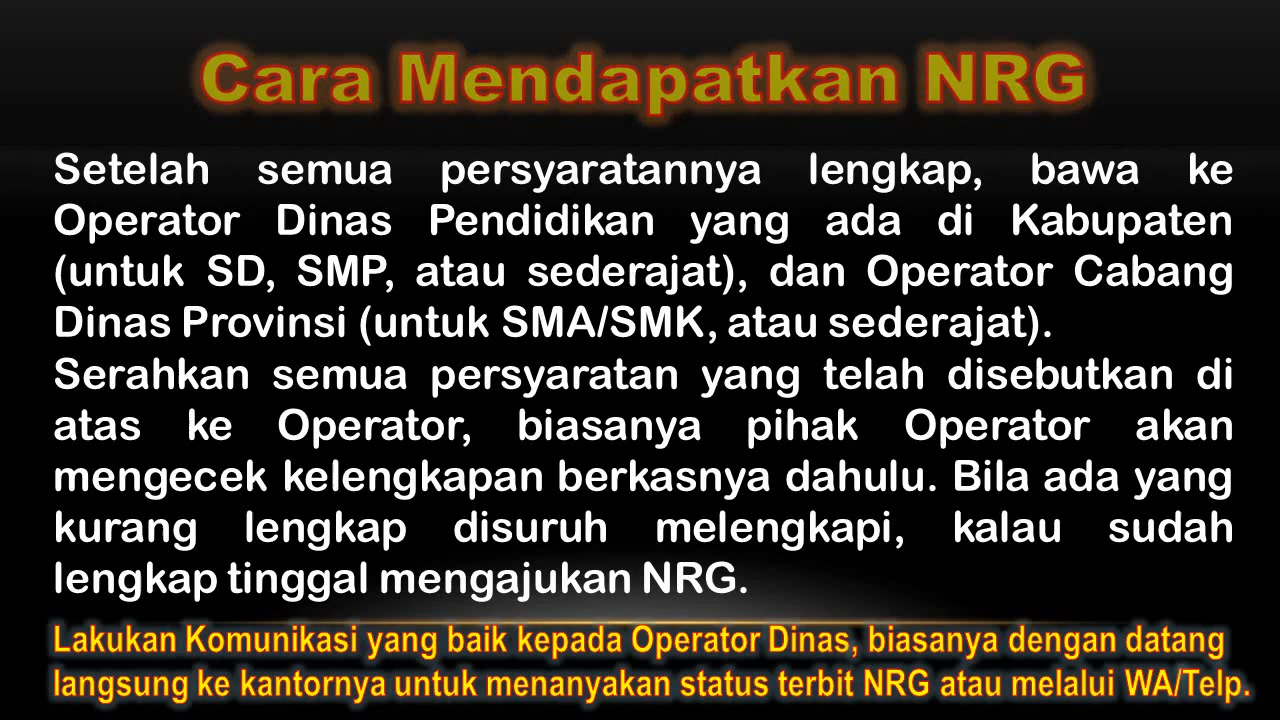 Cara Mendapatkan NRG
Setelah semua persyaratannya lengkap, bawa ke
Operator Dinas Pendidikan yang ada di Kabupaten
(untuk SD, SMP, atau sederajat), dan Operator Cabang
Dinas Provinsi (untuk SMA/SMK, atau sederajat).
Serahkan semua persyaratan yang telah disebutkan di
atas ke Operator, biasanya pihak Operator akan
mengecek kelengkapan berkasnya dahulu. Bila ada yang
kurang lengkap disuruh melengkapi, kalau sudah
lengkap tinggal mengajukan NRG.
Lakukan Komunikasi yang baik kepada Operator Dinas, biasanya dengan datang
langsung ke kantornya untuk menanyakan status terbit NRG atau melalui WA/Telp.